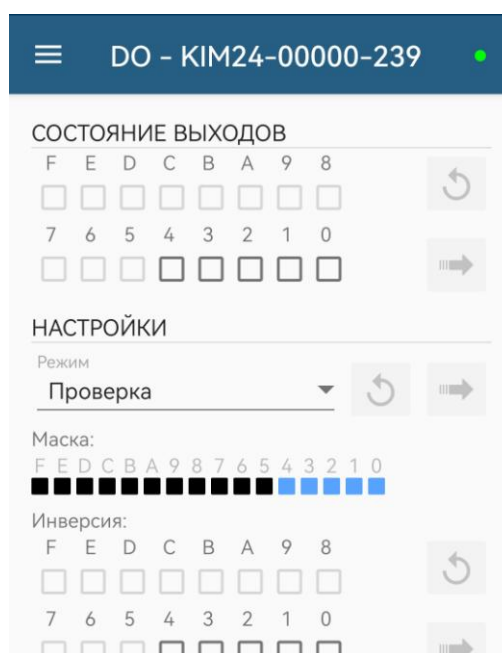 DO - KIM24-00000-239
СОСТОЯНИЕ ВЫХОДОВ
F E D C B A 9 8
7 6 5 4 3 2 1 0
НАСТРОЙКИ
Режим
Проверка
Маска:
F E D C B A 9 8 7 6 5 4 3 2 1 0
Инверсия:
F E D C B A 9 8
7 6 5 4 3 2 1 0